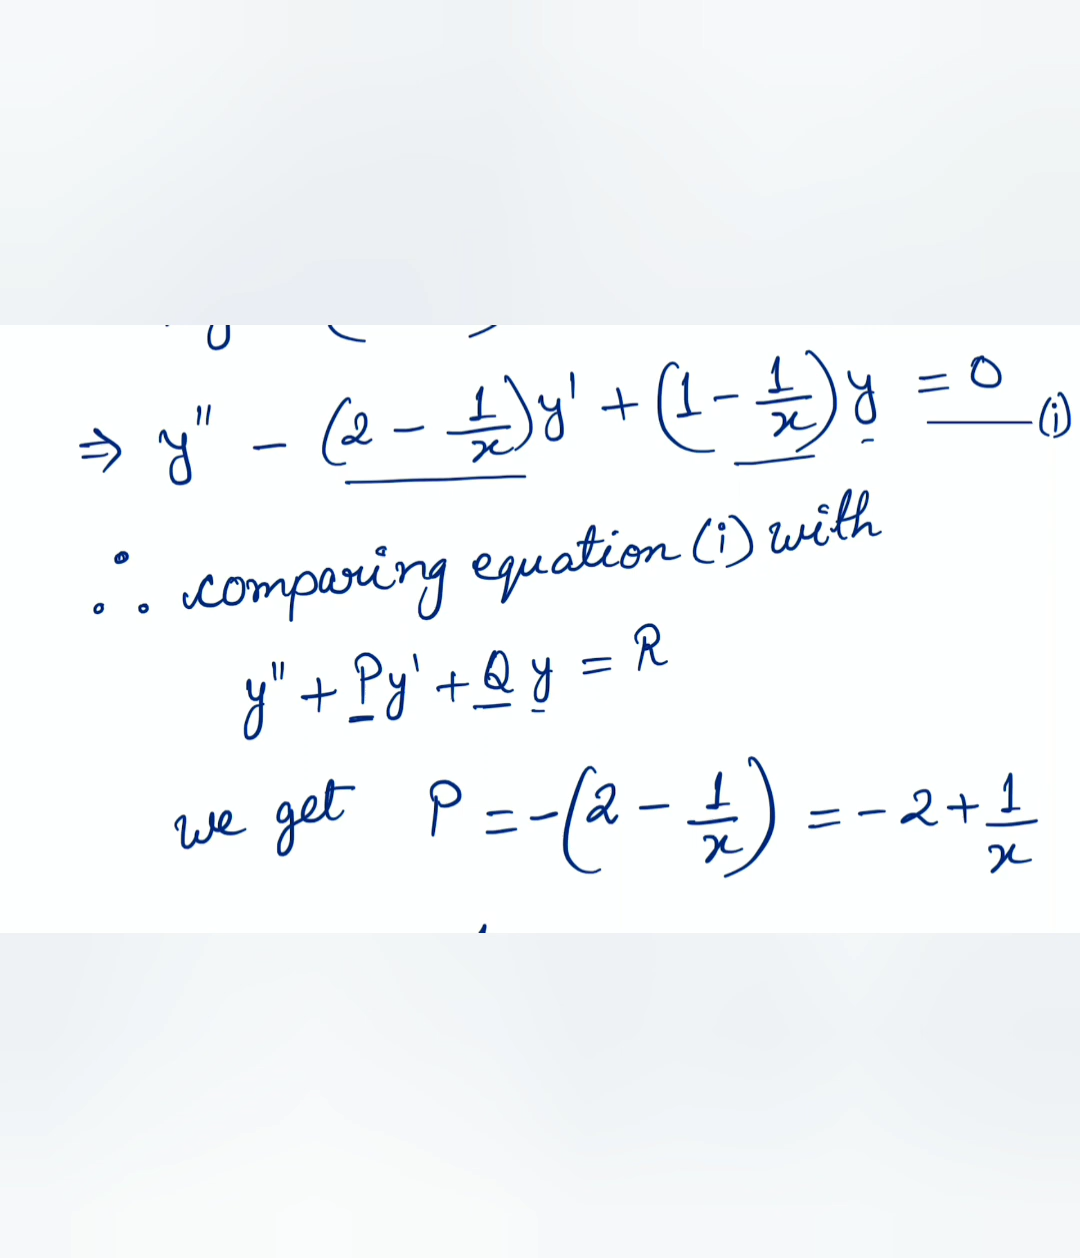 ⇒ y'' - (2 - 1/x)y' + (1 - 1/x)y = 0 —(i)
∴ comparing equation (i) with
y'' + Py' + Qy = R
we get P = -(2 - 1/x) = -2 + 1/x